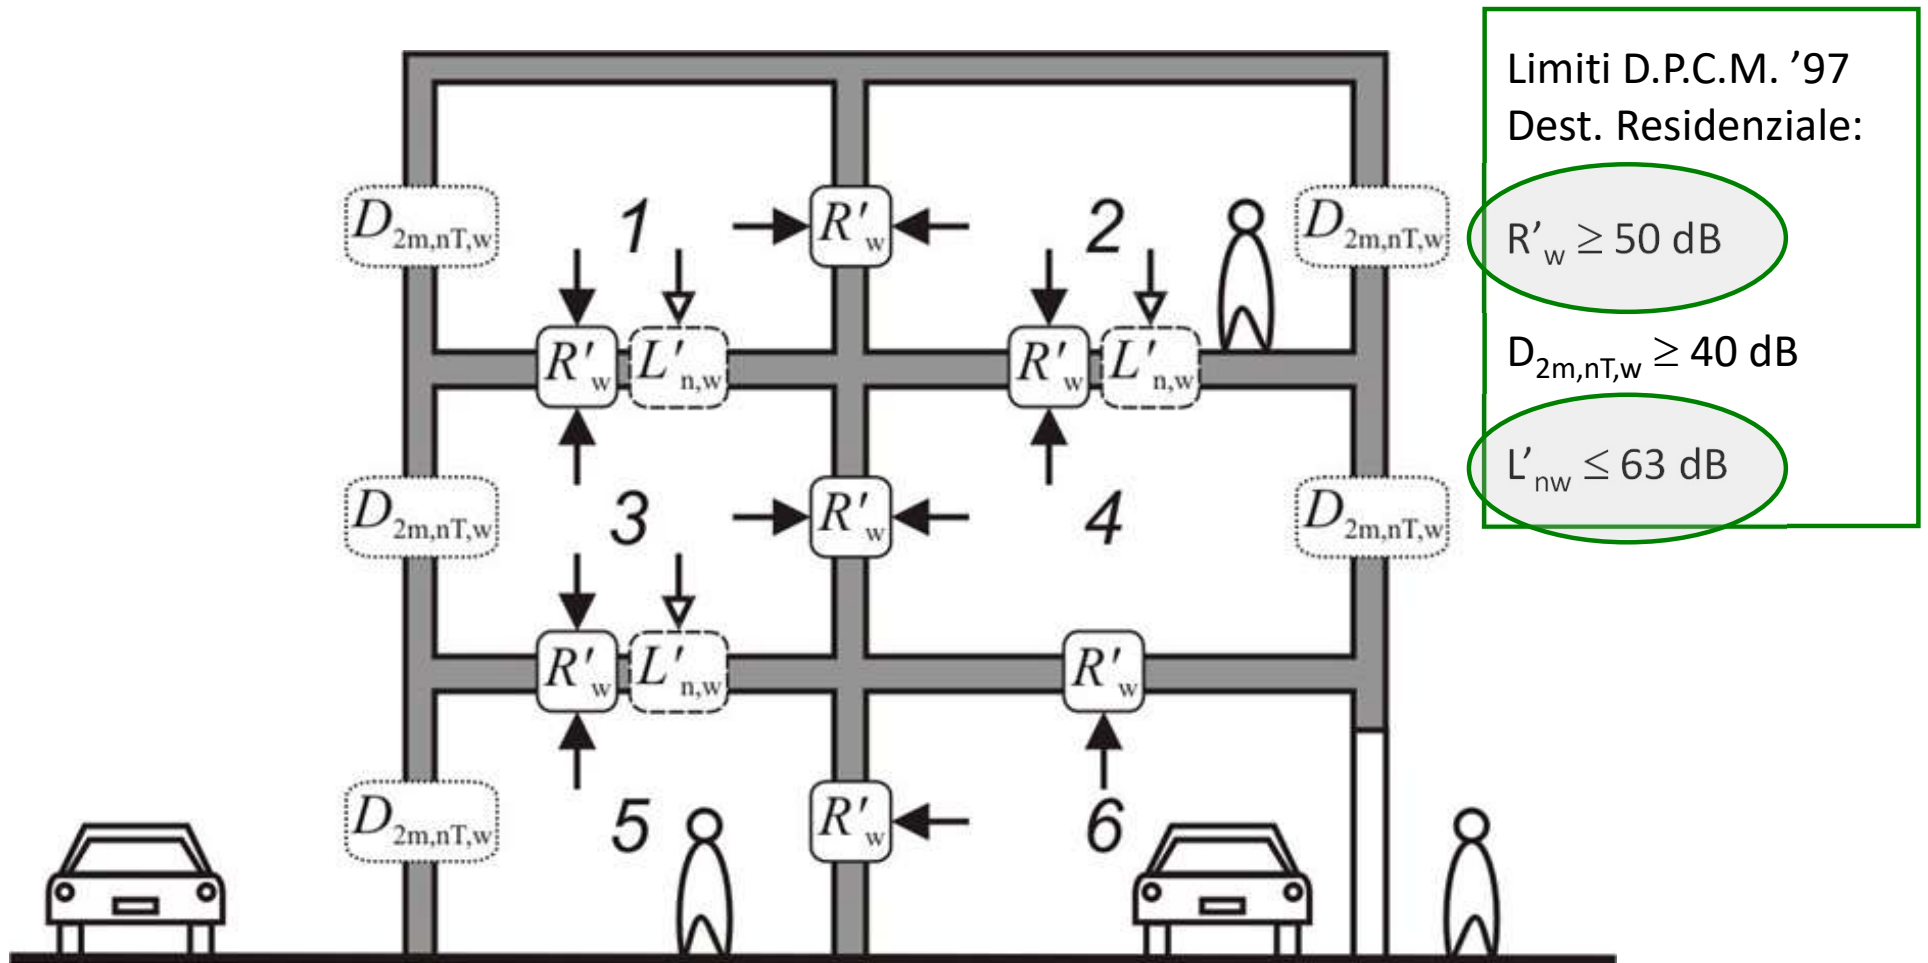 Limiti D.P.C.M. ’97
Dest. Residenziale:
R’w ≥ 50 dB
D2m,nT,w ≥ 40 dB
L’nw ≤ 63 dB
D2m,nT,w 1 R'w 2 D2m,nT,w
R'w L'n,w R'w L'n,w
D2m,nT,w 3 R'w 4 D2m,nT,w
R'w L'n,w R'w
D2m,nT,w 5 R'w 6